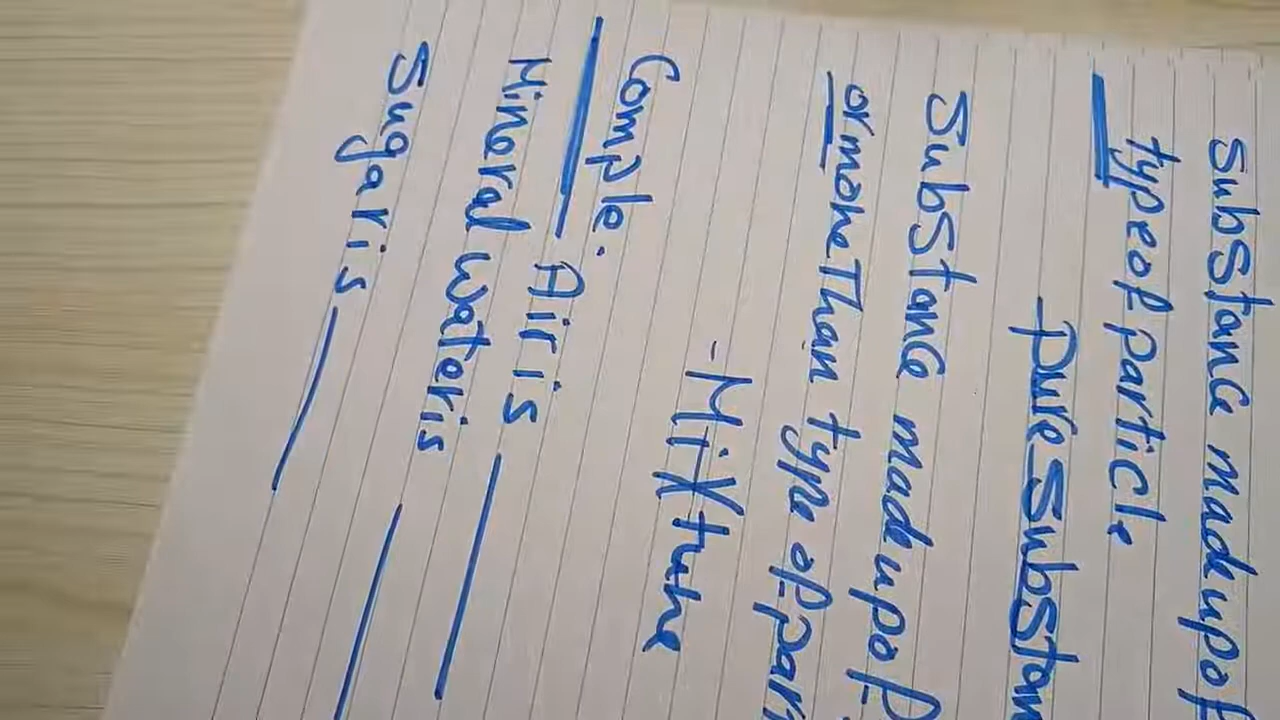 Substance made up of
type of particle
- pure Substan
Substance made up of
or more Than type of par
- Mixture
Comple.
Air is
Mineral water is
Sugar is